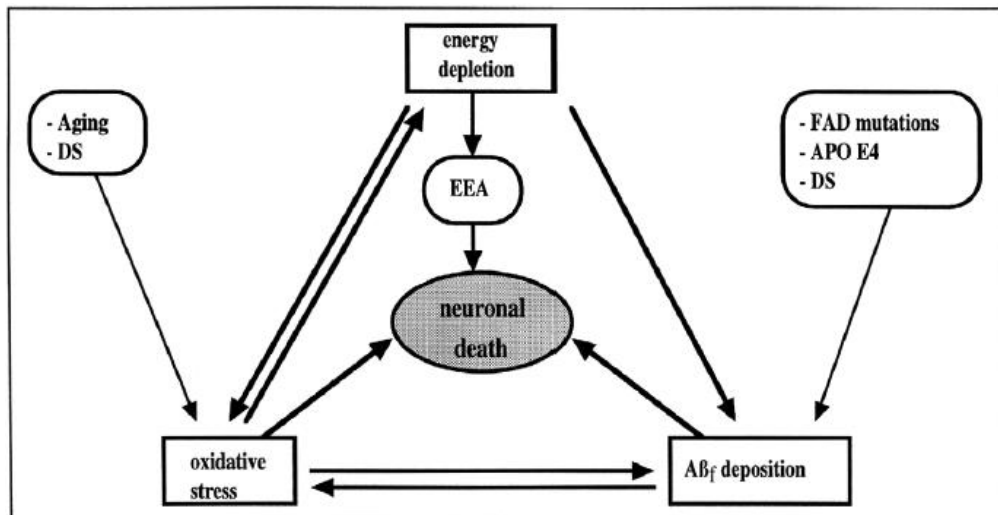 energy
depletion
- Aging
- DS
- FAD mutations
- APO E4
- DS
EEA
neuronal
death
oxidative
stress
Aßf deposition